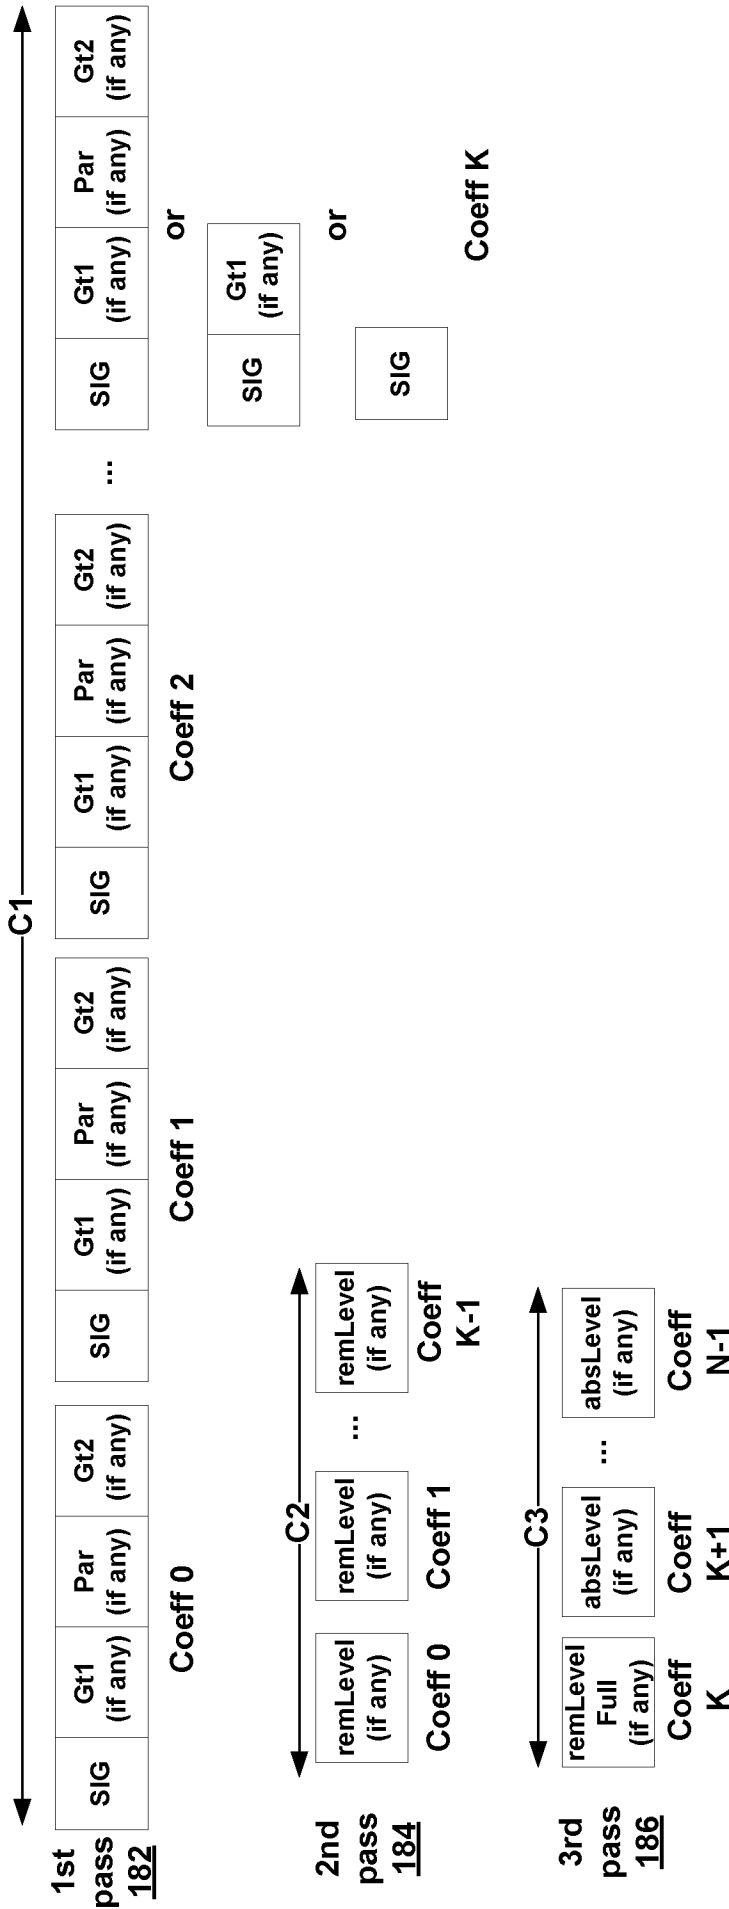 C1
1st
pass
182
SIG
Gt1
(if any)
Par
(if any)
Gt2
(if any)
Coeff 0
SIG
Gt1
(if any)
Par
(if any)
Gt2
(if any)
Coeff 1
SIG
Gt1
(if any)
Par
(if any)
Gt2
(if any)
Coeff 2
...
SIG
Gt1
(if any)
Par
(if any)
Gt2
(if any)
or
SIG
Gt1
(if any)
or
SIG
Coeff K
C2
2nd
pass
184
remLevel
(if any)
Coeff 0
remLevel
(if any)
Coeff 1
...
remLevel
(if any)
Coeff
K-1
C3
3rd
pass
186
remLevel
Full
(if any)
Coeff
K
absLevel
(if any)
Coeff
K+1
...
absLevel
(if any)
Coeff
N-1